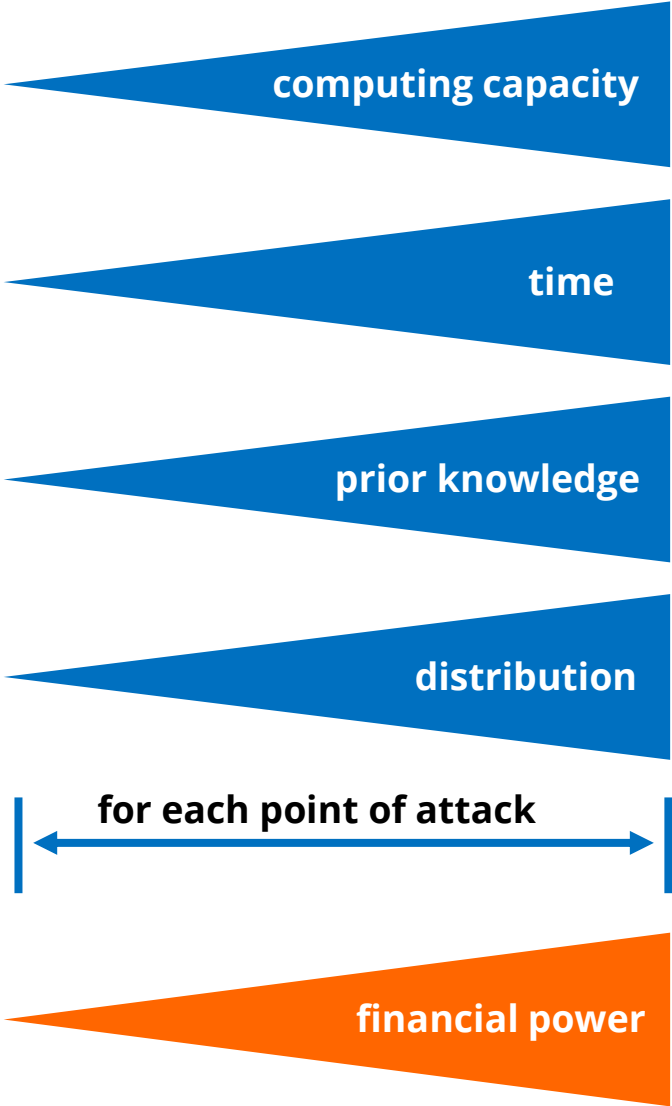 computing capacity
time
prior knowledge
distribution
for each point of attack
financial power